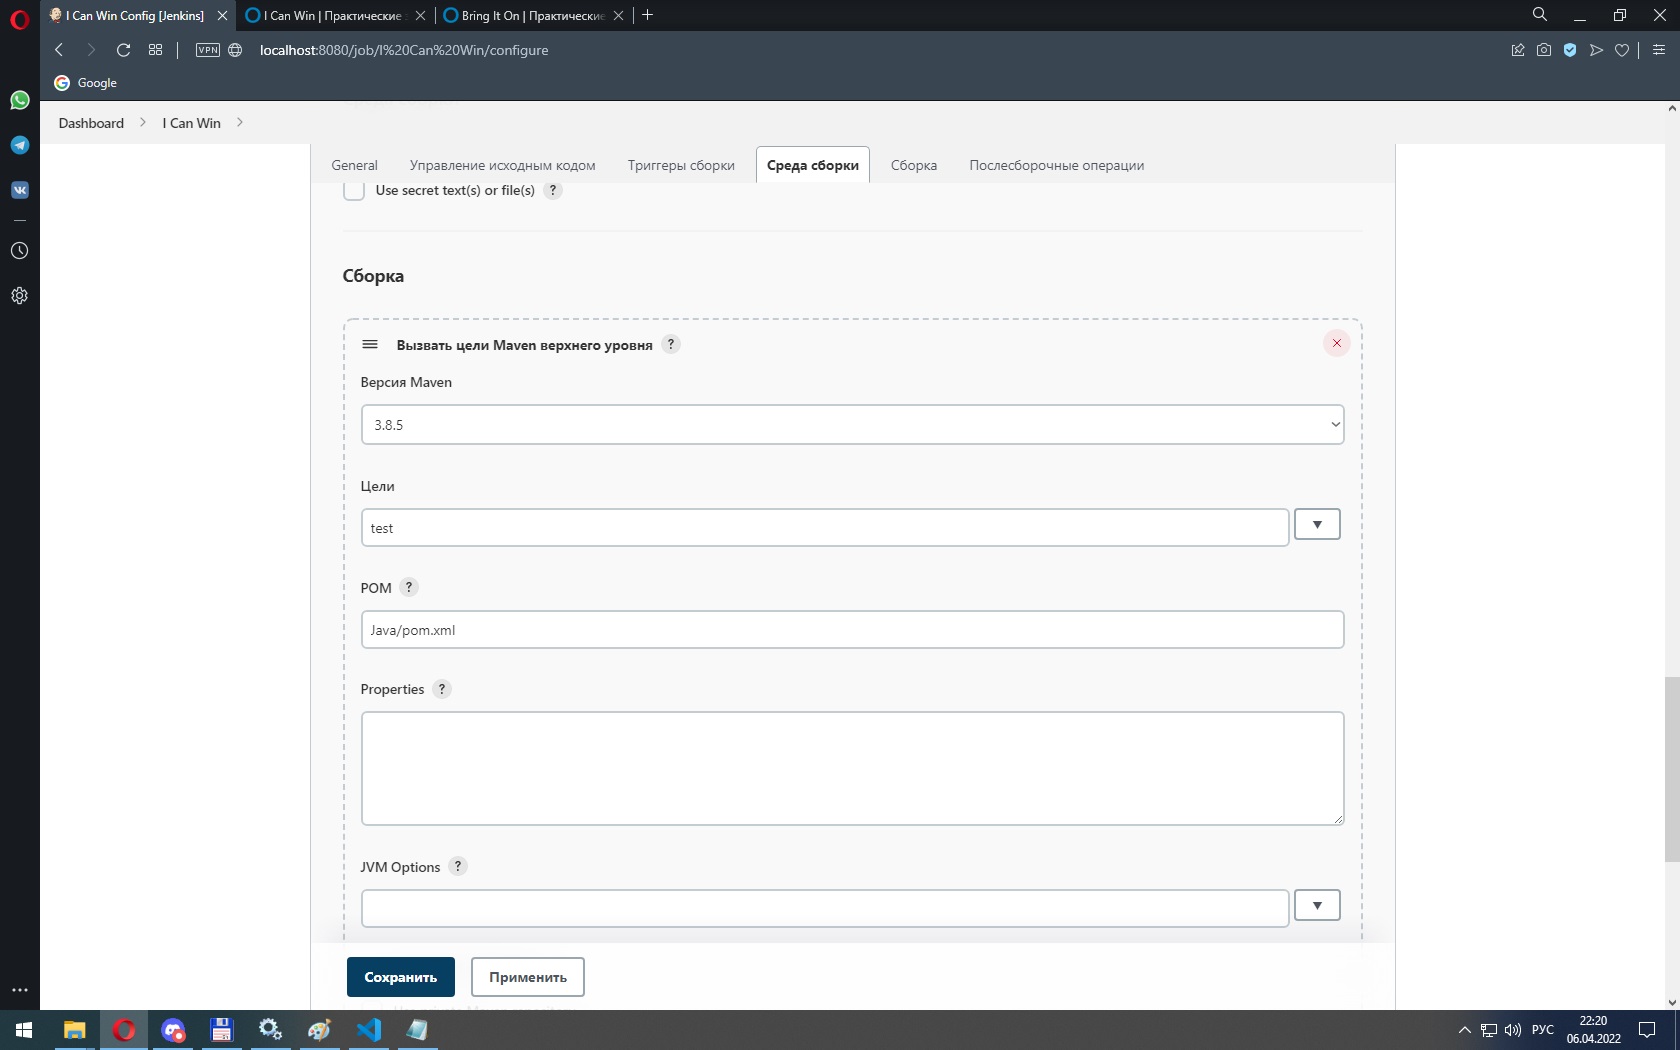 I Can Win Config [Jenkins]
I Can Win | Практические
Bring It On | Практические
VPN
localhost:8080/job/I%20Can%20Win/configure
Google
Dashboard
I Can Win
General
Управление исходным кодом
Триггеры сборки
Среда сборки
Сборка
Послесборочные операции
Use secret text(s) or file(s) ?
Сборка
Вызвать цели Maven верхнего уровня ?
Версия Maven
3.8.5
Цели
test
POM ?
Java/pom.xml
Properties ?
JVM Options ?
Сохранить
Применить
РУС
22:20
06.04.2022